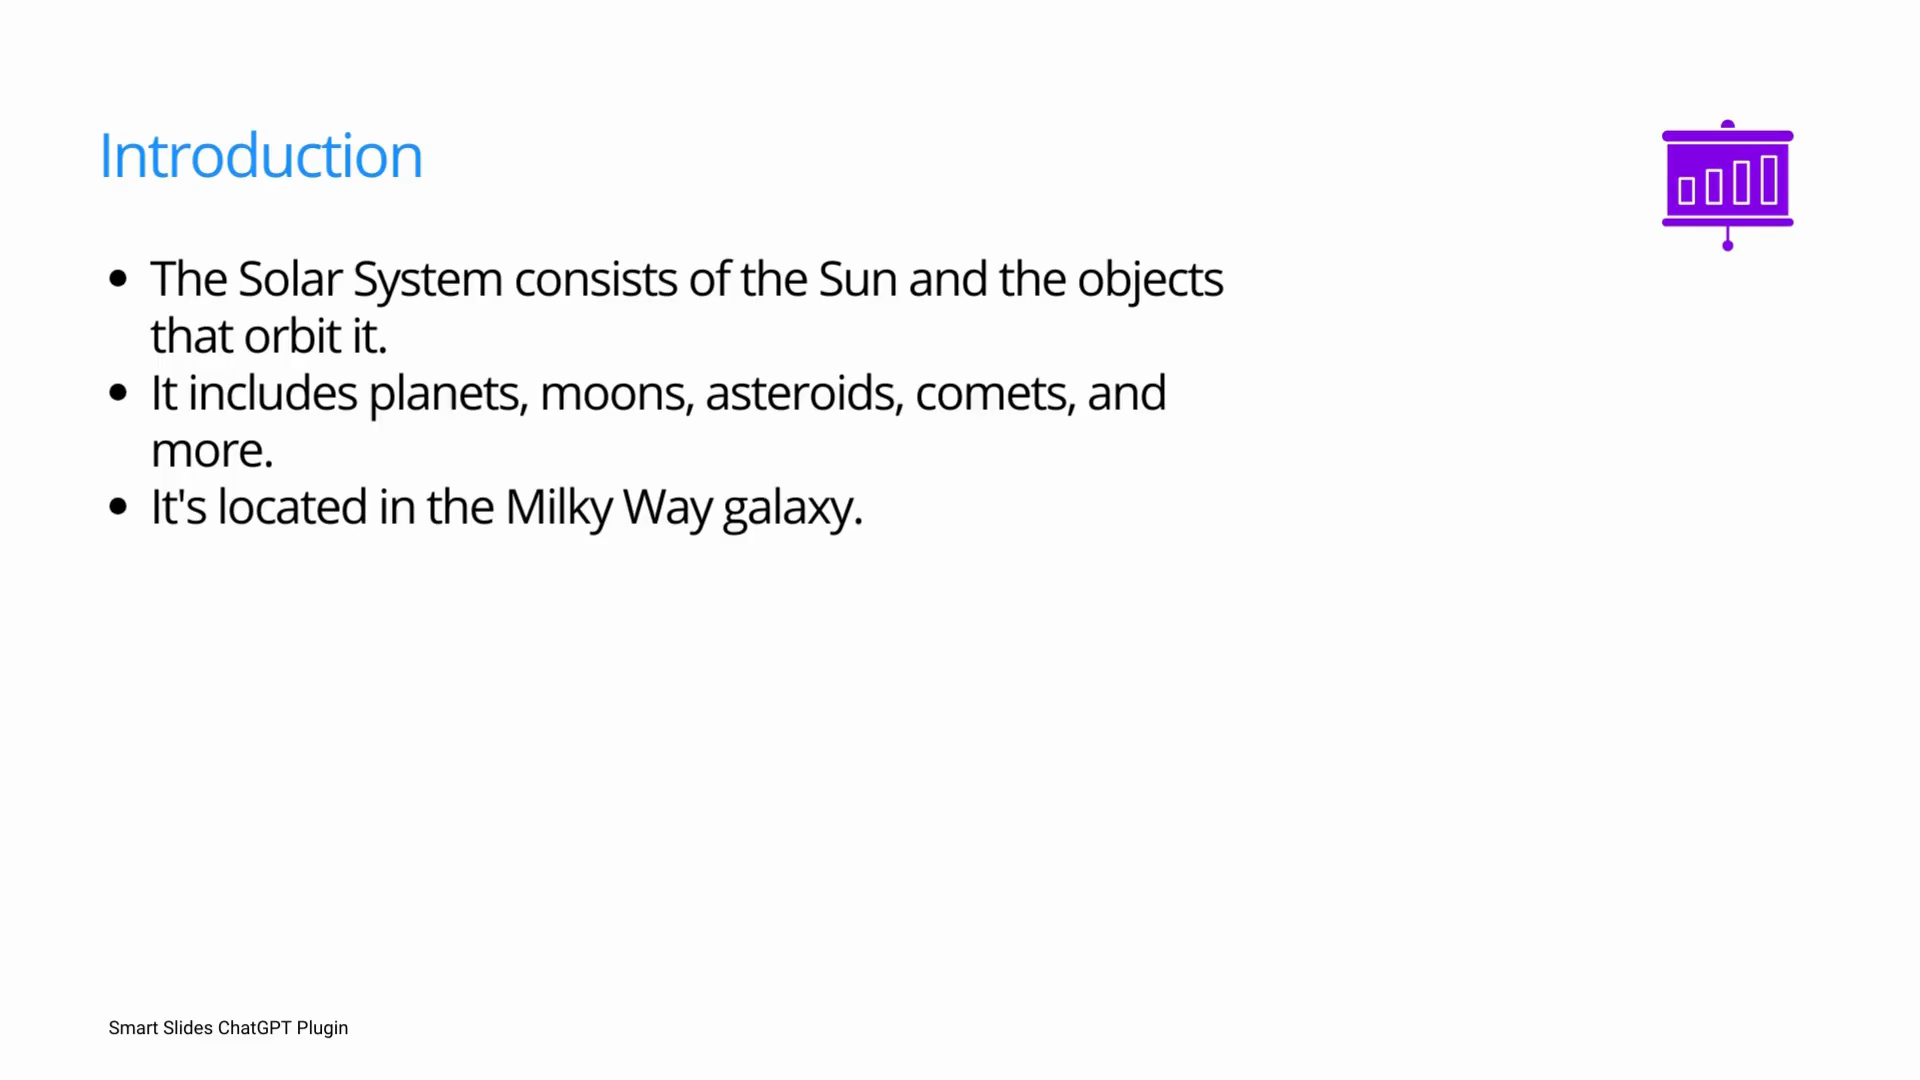 Introduction
• The Solar System consists of the Sun and the objects
that orbit it.
• It includes planets, moons, asteroids, comets, and
more.
• It's located in the Milky Way galaxy.
Smart Slides ChatGPT Plugin